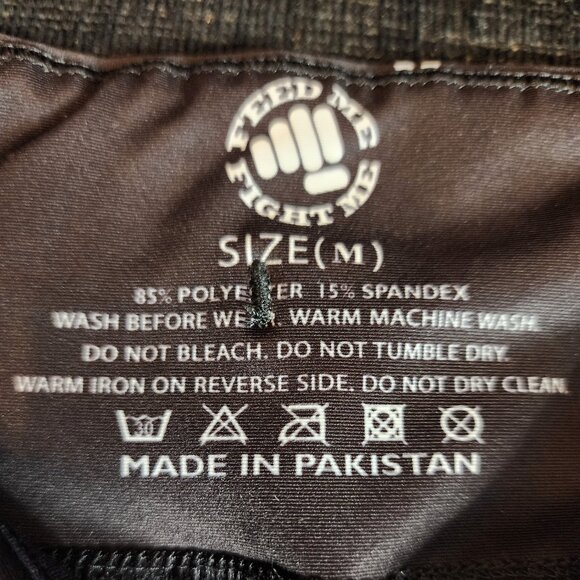 FEED ME
FIGHT ME
SIZE (M)
85% POLYESTER 15% SPANDEX
WASH BEFORE WEAR. WARM MACHINE WASH.
DO NOT BLEACH. DO NOT TUMBLE DRY.
WARM IRON ON REVERSE SIDE. DO NOT DRY CLEAN.
30
MADE IN PAKISTAN